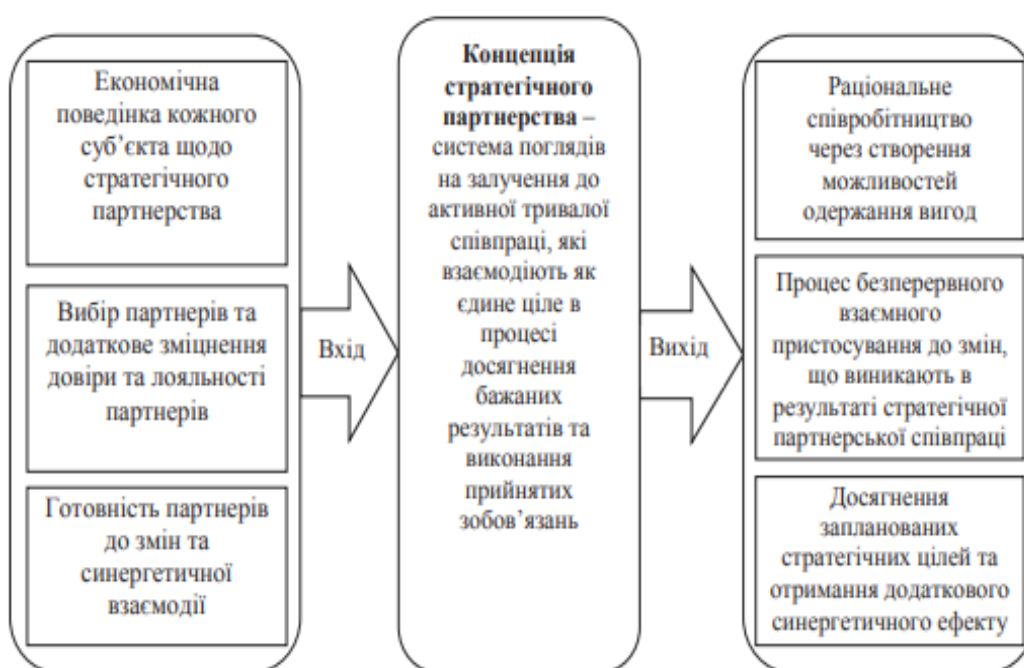 Економічна
поведінка кожного
суб’єкта щодо
стратегічного
партнерства
Вибір партнерів та
додаткове зміцнення
довіри та лояльності
партнерів
Готовність партнерів
до змін та
синергетичної
взаємодії
Вхід
Концепція
стратегічного
партнерства –
система поглядів
на залучення до
активної тривалої
співпраці, які
взаємодіють як
єдине ціле в
процесі
досягнення
бажаних
результатів та
виконання
прийнятих
зобов’язань
Вихід
Раціональне
співробітництво
через створення
можливостей
одержання вигод
Процес безперервного
взаємного
пристосування до змін,
що виникають в
результаті стратегічної
партнерської співпраці
Досягнення
запланованих
стратегічних цілей та
отримання додаткового
синергетичного ефекту